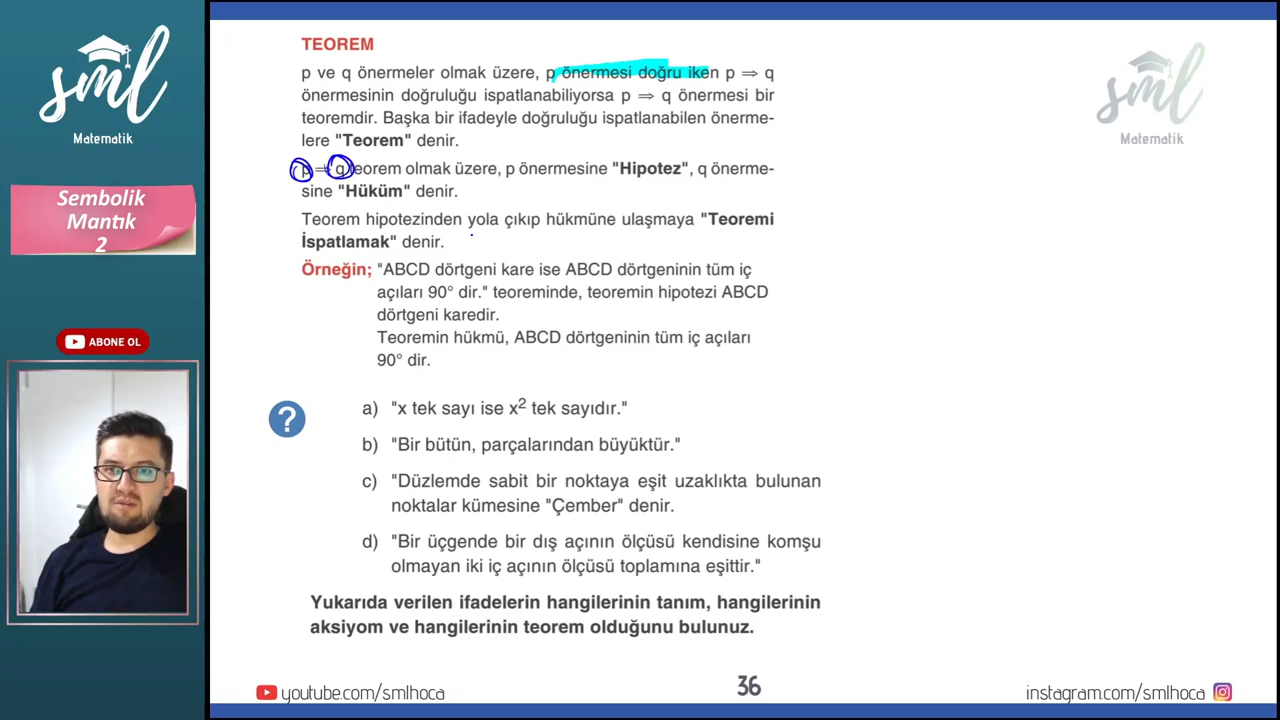 sml
Matematik
Sembolik
Mantık
2
ABONE OL
TEOREM
p ve q önermeler olmak üzere, p önermesi doğru iken p ⇒ q
önermesinin doğruluğu ispatlanabiliyorsa p ⇒ q önermesi bir
teoremdir. Başka bir ifadeyle doğruluğu ispatlanabilen önerme-
lere "Teorem" denir.
p ⇒ q teorem olmak üzere, p önermesine "Hipotez", q önerme-
sine "Hüküm" denir.
Teorem hipotezinden yola çıkıp hükmüne ulaşmaya "Teoremi
İspatlamak" denir.
Örneğin; "ABCD dörtgeni kare ise ABCD dörtgeninin tüm iç
açıları 90° dir." teoreminde, teoremin hipotezi ABCD
dörtgeni karedir.
Teoremin hükmü, ABCD dörtgeninin tüm iç açıları
90° dir.
?
a) "x tek sayı ise x² tek sayıdır."
b) "Bir bütün, parçalarından büyüktür."
c) "Düzlemde sabit bir noktaya eşit uzaklıkta bulunan
noktalar kümesine "Çember" denir.
d) "Bir üçgende bir dış açının ölçüsü kendisine komşu
olmayan iki iç açının ölçüsü toplamına eşittir."
Yukarıda verilen ifadelerin hangilerinin tanım, hangilerinin
aksiyom ve hangilerinin teorem olduğunu bulunuz.
sml
Matematik
youtube.com/smlhoca
36
instagram.com/smlhoca